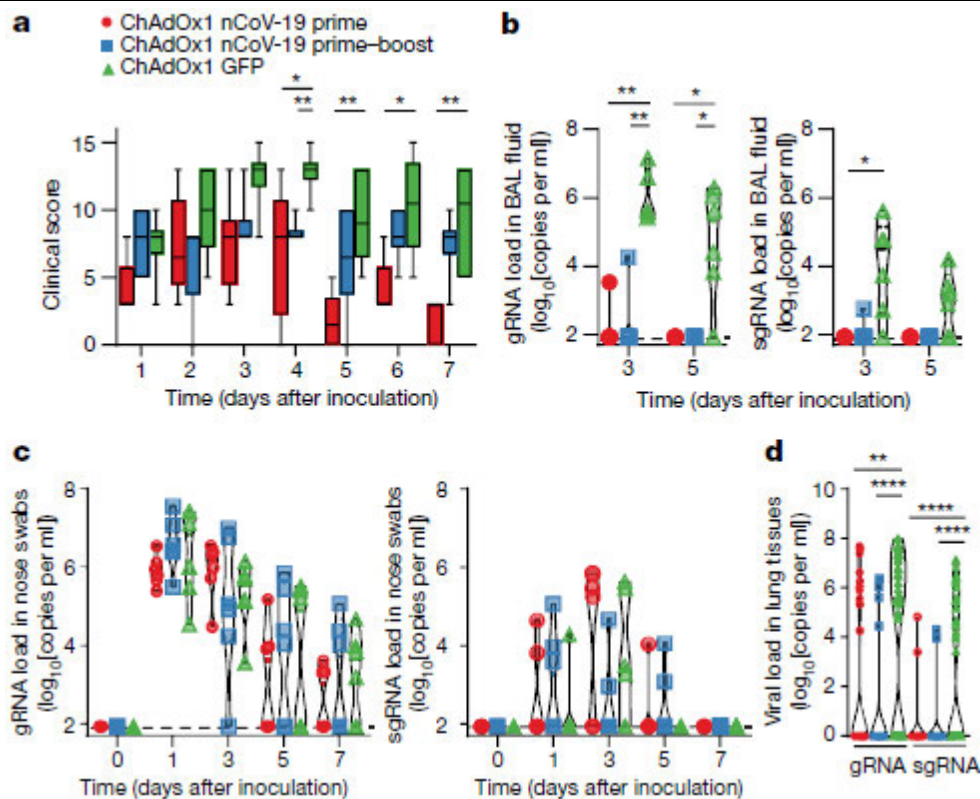 a
ChAdOx1 nCoV-19 prime
ChAdOx1 nCoV-19 prime–boost
ChAdOx1 GFP
* ** ** * **
15
10
5
0
Clinical score
1 2 3 4 5 6 7
Time (days after inoculation)
b
** ** * *
8
6
4
2
gRNA load in BAL fluid
(log10[copies per ml])
3 5
*
8
6
4
2
sgRNA load in BAL fluid
(log10[copies per ml])
3 5
Time (days after inoculation)
c
8
6
4
2
gRNA load in nose swabs
(log10[copies per ml])
0 1 3 5 7
Time (days after inoculation)
8
6
4
2
sgRNA load in nose swabs
(log10[copies per ml])
0 1 3 5 7
Time (days after inoculation)
d
** **** **** ****
10
8
6
4
2
0
Viral load in lung tissues
(log10[copies per ml])
gRNA sgRNA